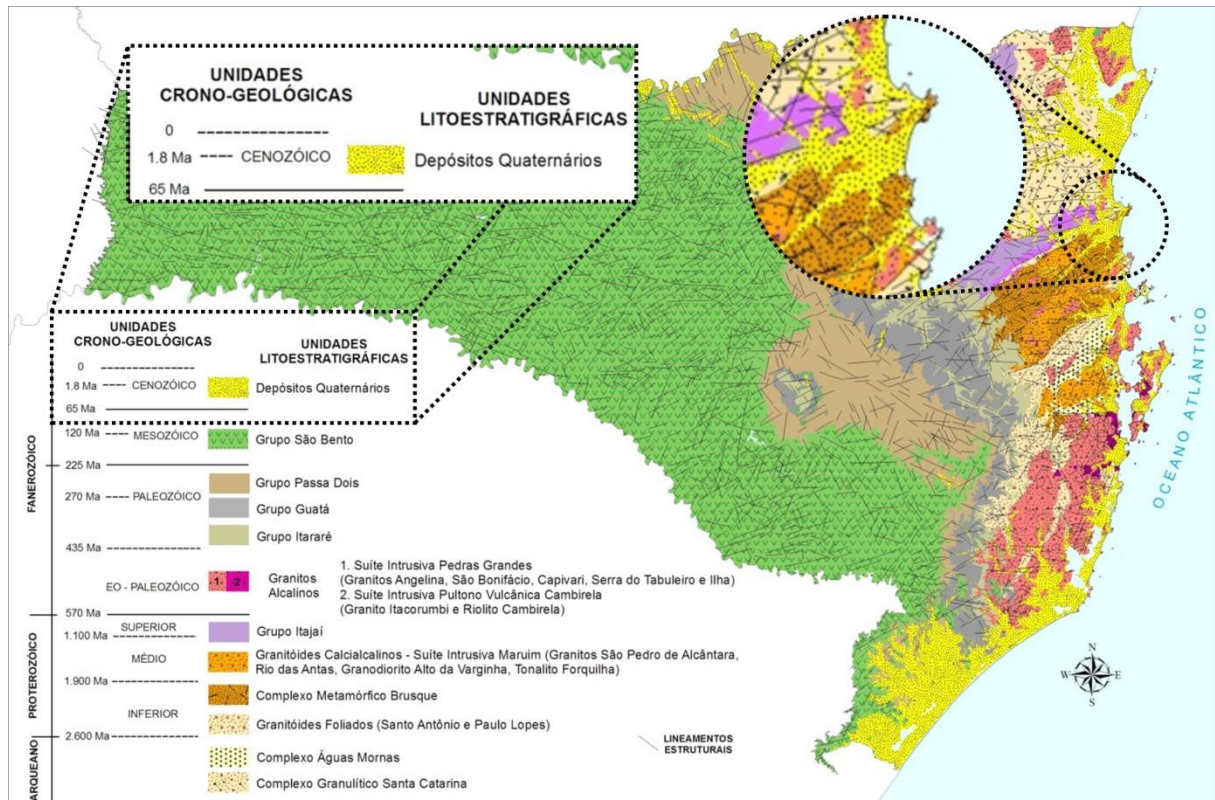 UNIDADES
CRONO-GEOLÓGICAS
UNIDADES
LITOESTRATIGRÁFICAS
0
1.8 Ma
CENOZÓICO
Depósitos Quaternários
65 Ma
UNIDADES
CRONO-GEOLÓGICAS
UNIDADES
LITOESTRATIGRÁFICAS
0
1.8 Ma
CENOZÓICO
Depósitos Quaternários
65 Ma
120 Ma
MESOZÓICO
Grupo São Bento
225 Ma
Grupo Passa Dois
270 Ma
PALEOZÓICO
Grupo Guatá
Grupo Itararé
435 Ma
FANEROZÓICO
EO - PALEOZÓICO
-1-
-2-
Granitos
Alcalinos
1. Suíte Intrusiva Pedras Grandes
(Granitos Angelina, São Bonifácio, Capivari, Serra do Tabuleiro e Ilha)
2. Suíte Intrusiva Pultono Vulcânica Cambirela
(Granito Itacorumbi e Riolito Cambirela)
570 Ma
SUPERIOR
Grupo Itajaí
1.100 Ma
MÉDIO
Granitóides Calcialcalinos - Suíte Intrusiva Maruim (Granitos São Pedro de Alcântara,
Rio das Antas, Granodiorito Alto da Varginha, Tonalito Forquilha)
1.900 Ma
PROTEROZÓICO
Complexo Metamórfico Brusque
INFERIOR
Granitóides Foliados (Santo Antônio e Paulo Lopes)
2.600 Ma
Complexo Águas Mornas
ARQUEANO
Complexo Granulítico Santa Catarina
LINEAMENTOS
ESTRUTURAIS
OCEANO ATLÂNTICO
N
W
E
S